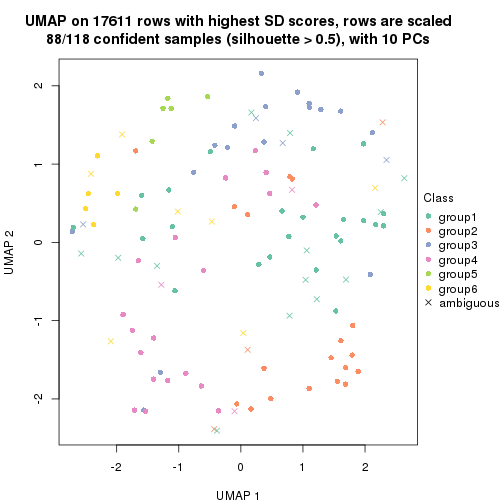 UMAP on 17611 rows with highest SD scores, rows are scaled
88/118 confident samples (silhouette > 0.5), with 10 PCs
2
1
0
-1
-2
UMAP 2
-2
-1
0
1
2
UMAP 1
Class
group1
group2
group3
group4
group5
group6
ambiguous